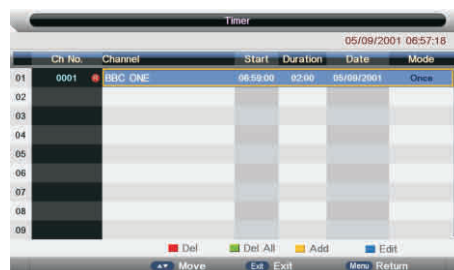 Timer
05/09/2001 06:57:18
Ch No. Channel Start Duration Date Mode
01 0001 R BBC ONE 06:59:00 02:00 05/09/2001 Once
02
03
04
05
06
07
08
09
Del Del All Add Edit
Move Exit Exit Menu Return